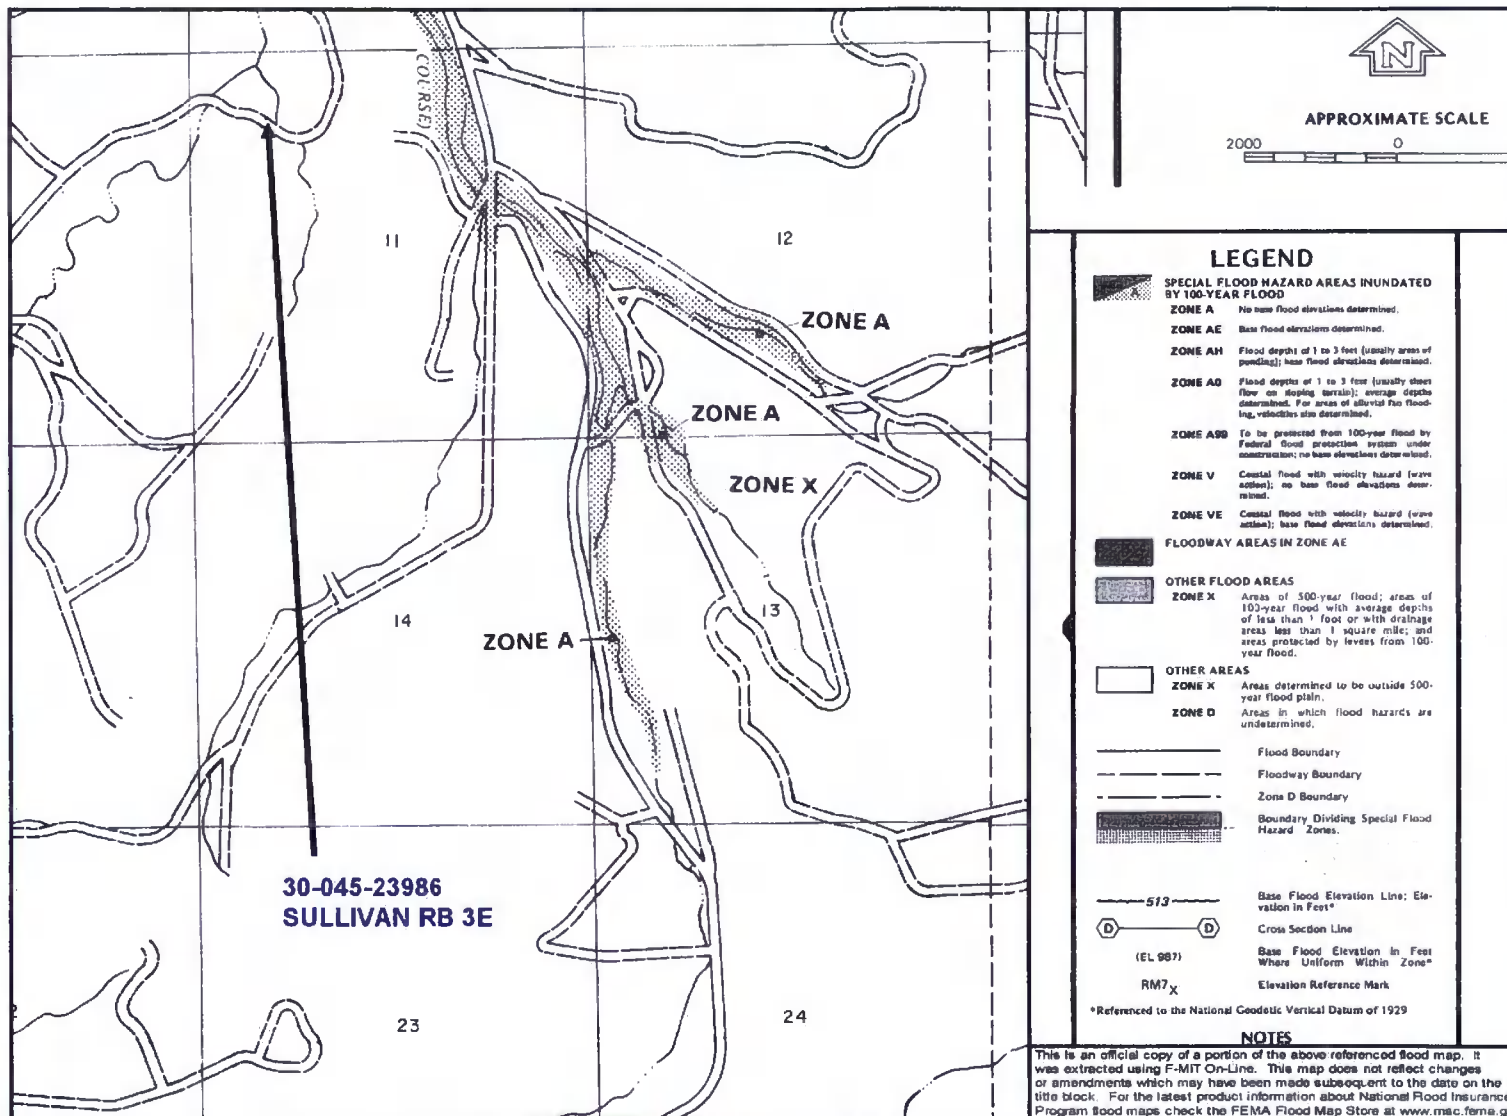 COURSE)
11
12
ZONE A
ZONE A
ZONE X
13
14
ZONE A
30-045-23986
SULLIVAN RB 3E
23
24
N
APPROXIMATE SCALE
2000 0
LEGEND
SPECIAL FLOOD HAZARD AREAS INUNDATED
BY 100-YEAR FLOOD
ZONE A No base flood elevations determined.
ZONE AE Base flood elevations determined.
ZONE AH Flood depths of 1 to 3 feet (usually areas of
ponding); base flood elevations determined.
ZONE AO Flood depths of 1 to 3 feet (usually sheet
flow on sloping terrain); average depths
determined. For areas of alluvial fan flood-
ing, velocities also determined.
ZONE A99 To be protected from 100-year flood by
Federal flood protection system under
construction; no base elevations determined.
ZONE V Coastal flood with velocity hazard (wave
action); no base flood elevations deter-
mined.
ZONE VE Coastal flood with velocity hazard (wave
action); base flood elevations determined.
FLOODWAY AREAS IN ZONE AE
OTHER FLOOD AREAS
ZONE X Areas of 500-year flood; areas of
100-year flood with average depths
of less than 1 foot or with drainage
areas less than 1 square mile; and
areas protected by levees from 100-
year flood.
OTHER AREAS
ZONE X Areas determined to be outside 500-
year flood plain.
ZONE D Areas in which flood hazards are
undetermined.
Flood Boundary
Floodway Boundary
Zone D Boundary
Boundary Dividing Special Flood
Hazard Zones.
513 Base Flood Elevation Line; Ele-
vation in Feet*
D D Cross Section Line
(EL 987) Base Flood Elevation in Feet
Where Uniform Within Zone*
RM7X Elevation Reference Mark
*Referenced to the National Geodetic Vertical Datum of 1929
NOTES
This is an official copy of a portion of the above referenced flood map. It
was extracted using F-MIT On-Line. This map does not reflect changes
or amendments which may have been made subsequent to the date on the
title block. For the latest product information about National Flood Insurance
Program flood maps check the FEMA Flood Map Store at www.msc.fema.g